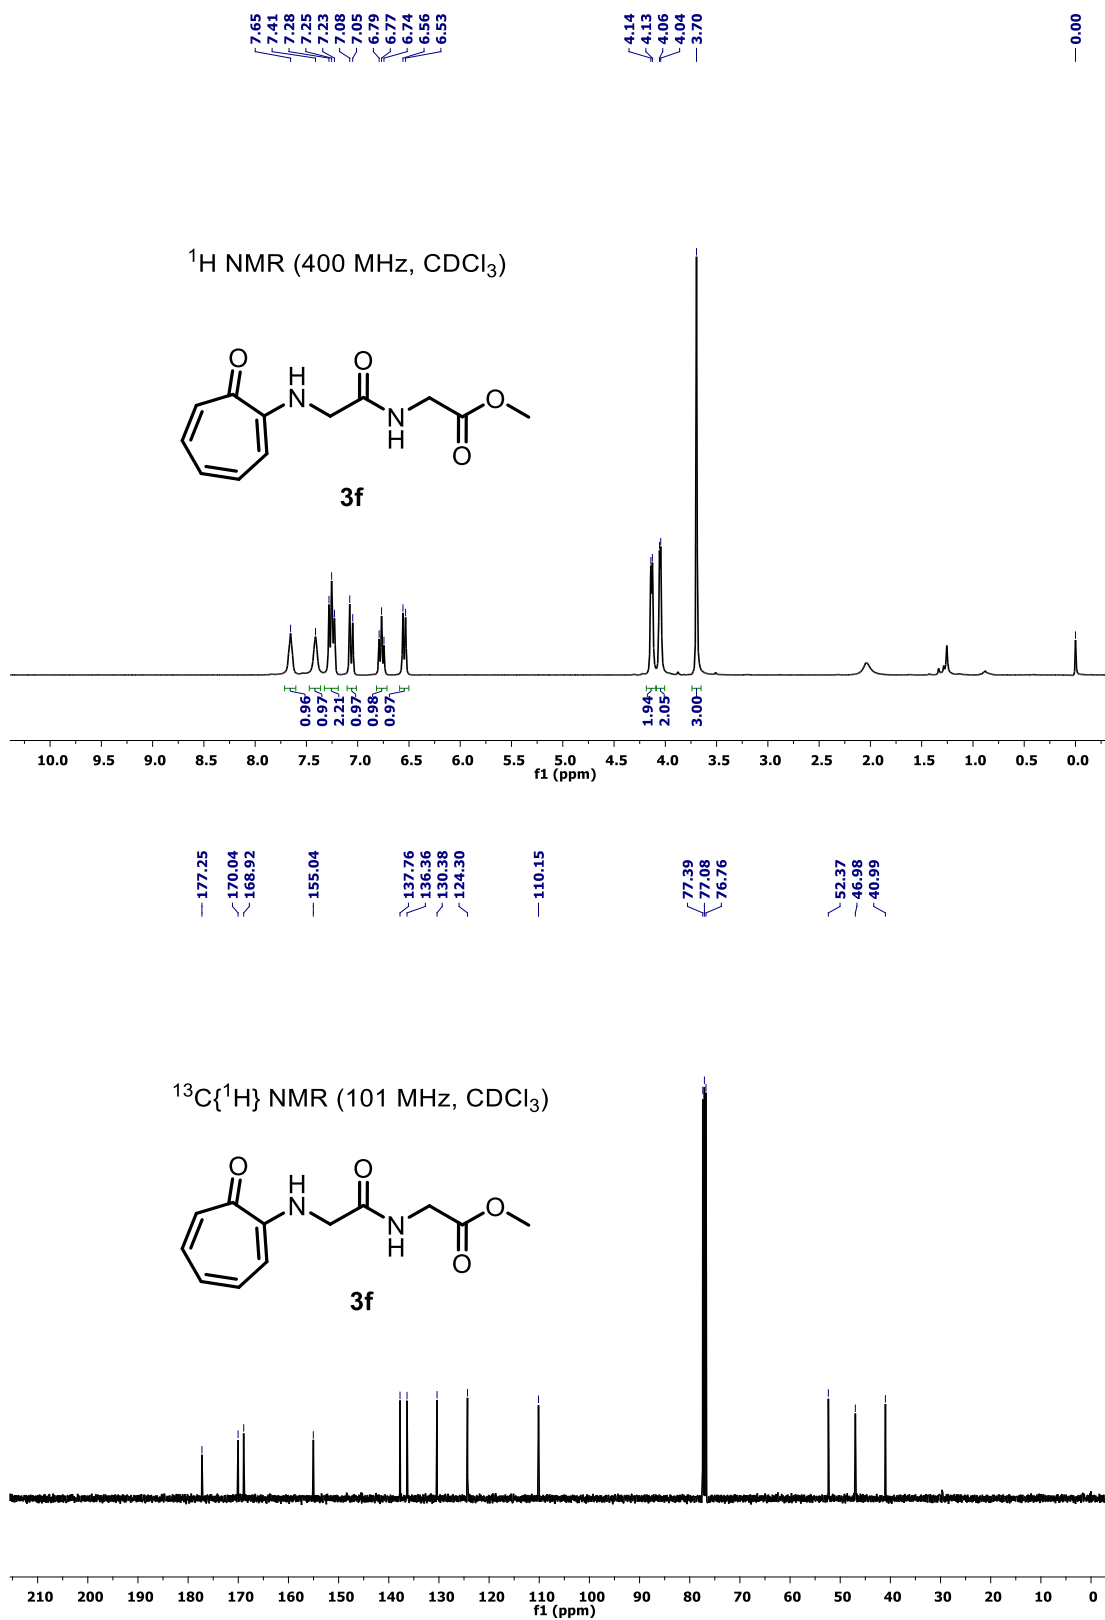 7.65
7.41
7.28
7.25
7.23
7.08
7.05
6.79
6.77
6.74
6.56
6.53
4.14
4.13
4.06
4.04
3.70
0.00
¹H NMR (400 MHz, CDCl₃)
O
H
N
O
N
H
O
O
3f
0.96
0.97
2.21
0.97
0.98
0.97
1.94
2.05
3.00
10.0 9.5 9.0 8.5 8.0 7.5 7.0 6.5 6.0 5.5 5.0 4.5 4.0 3.5 3.0 2.5 2.0 1.5 1.0 0.5 0.0
f1 (ppm)
177.25
170.04
168.92
155.04
137.76
136.36
130.38
124.30
110.15
77.39
77.08
76.76
52.37
46.98
40.99
¹³C{¹H} NMR (101 MHz, CDCl₃)
O
H
N
O
N
H
O
O
3f
210 200 190 180 170 160 150 140 130 120 110 100 90 80 70 60 50 40 30 20 10 0
f1 (ppm)